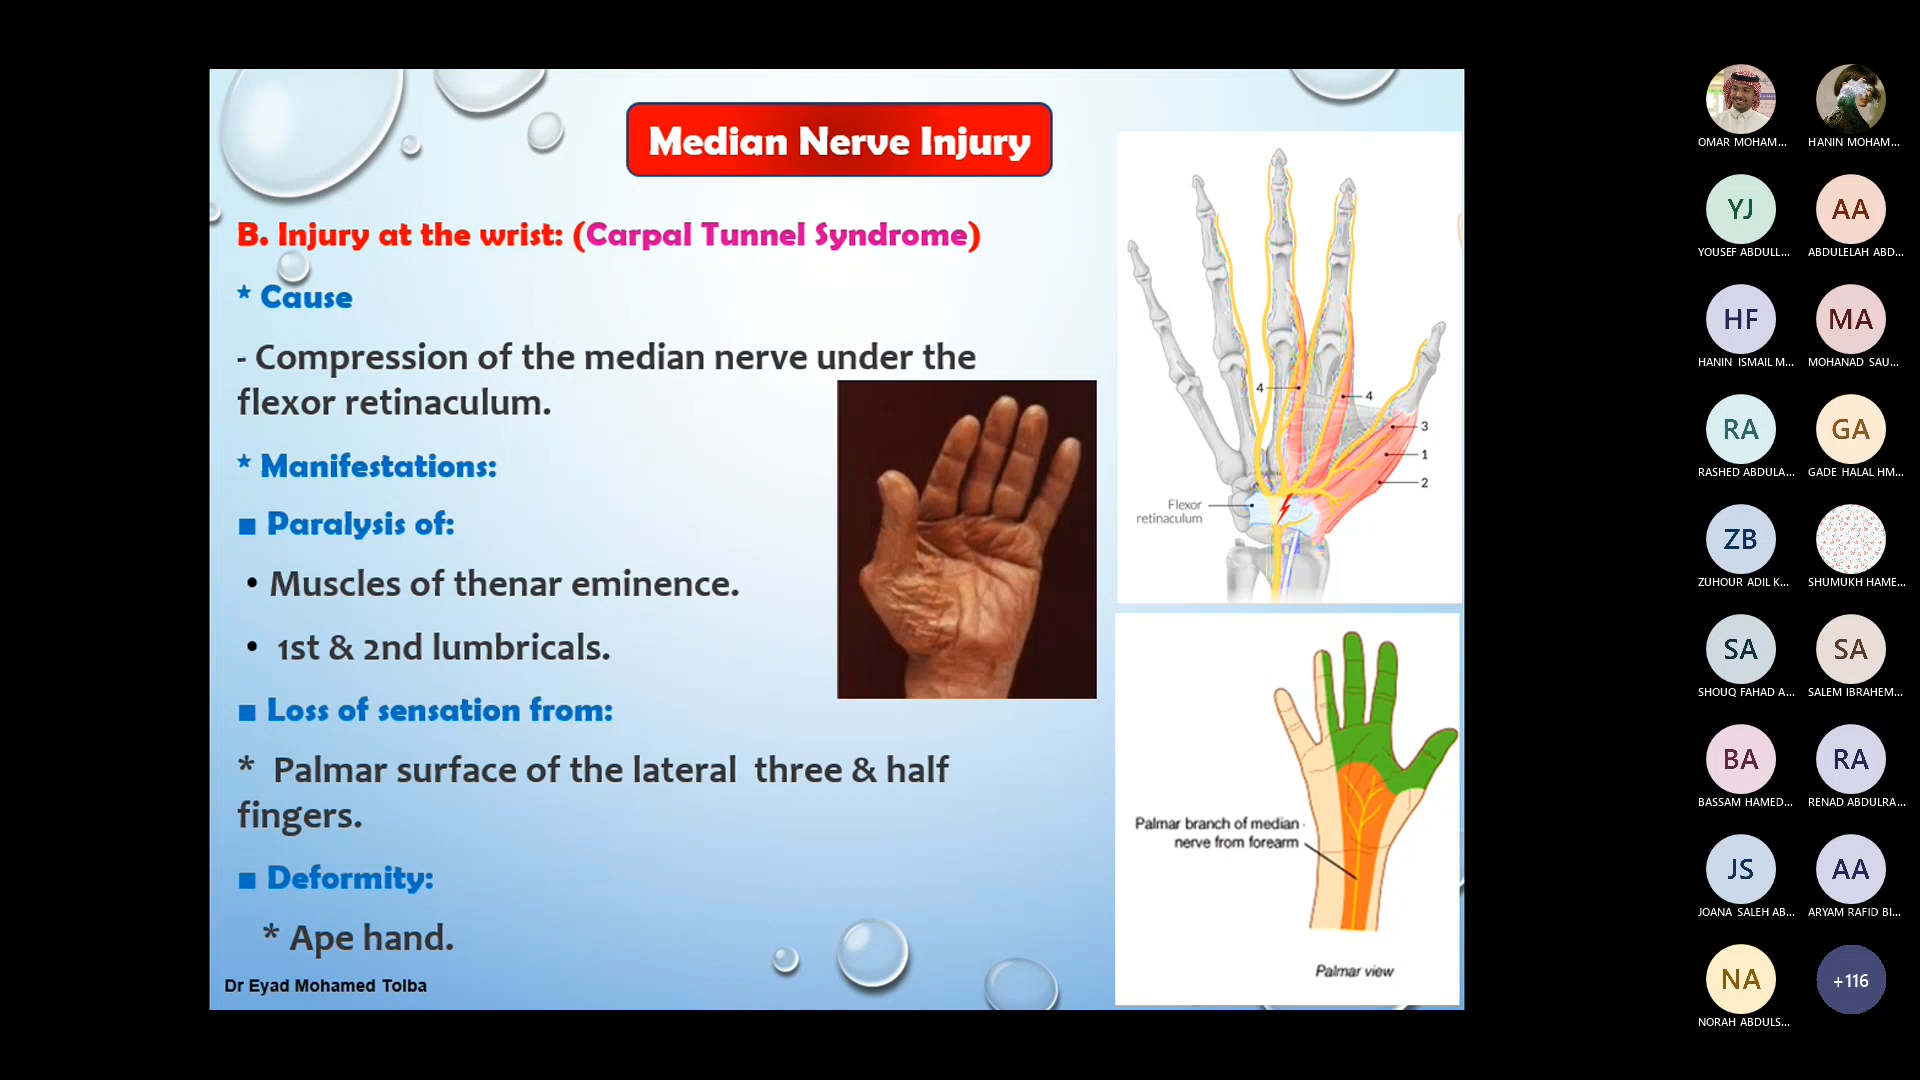 Median Nerve Injury
B. Injury at the wrist: (Carpal Tunnel Syndrome)
* Cause
- Compression of the median nerve under the
flexor retinaculum.
* Manifestations:
■ Paralysis of:
• Muscles of thenar eminence.
• 1st & 2nd lumbricals.
■ Loss of sensation from:
* Palmar surface of the lateral three & half
fingers.
■ Deformity:
* Ape hand.
Dr Eyad Mohamed Tolba
4
4
3
1
2
Flexor
retinaculum
Palmar branch of median
nerve from forearm
Palmar view
OMAR MOHAM...
HANIN MOHAM...
YJ
YOUSEF ABDULL...
AA
ABDULELAH ABD...
HF
HANIN ISMAIL M...
MA
MOHANAD SAU...
RA
RASHED ABDULA...
GA
GADE HALAL HM...
ZB
ZUHOUR ADIL K...
SHUMUKH HAME...
SA
SHOUQ FAHAD A...
SA
SALEM IBRAHEM...
BA
BASSAM HAMED...
RA
RENAD ABDULRA...
JS
JOANA SALEH AB...
AA
ARYAM RAFID BI...
NA
NORAH ABDULS...
+116